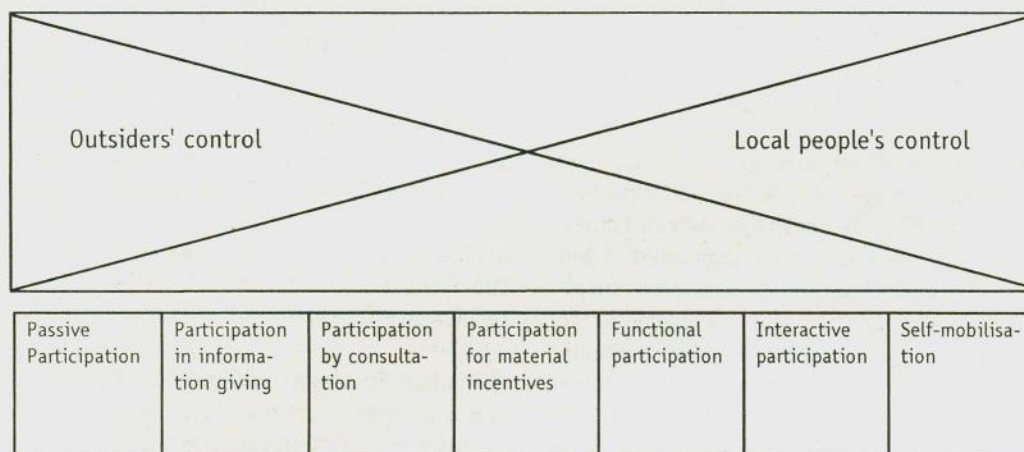 Outsiders' control
Local people's control
Passive
Participation
Participation
in informa-
tion giving
Participation
by consulta-
tion
Participation
for material
incentives
Functional
participation
Interactive
participation
Self-mobilisa-
tion